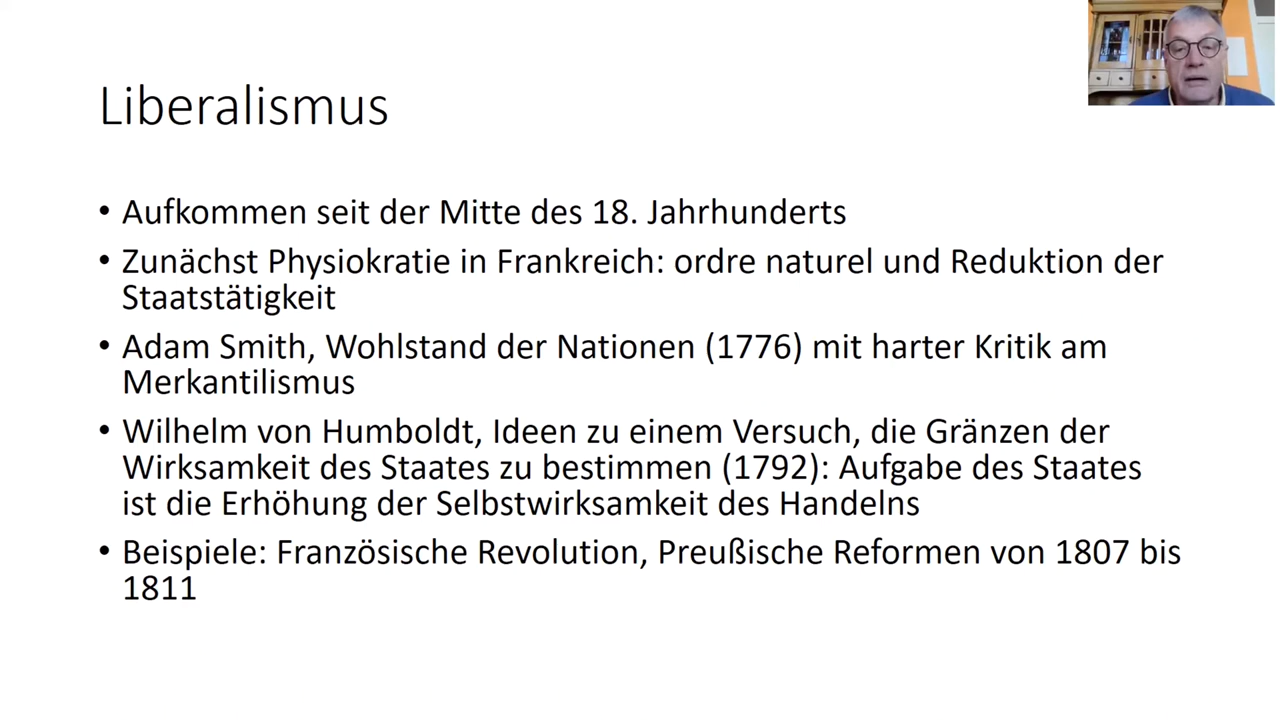 Liberalismus
• Aufkommen seit der Mitte des 18. Jahrhunderts
• Zunächst Physiokratie in Frankreich: ordre naturel und Reduktion der
Staatstätigkeit
• Adam Smith, Wohlstand der Nationen (1776) mit harter Kritik am
Merkantilismus
• Wilhelm von Humboldt, Ideen zu einem Versuch, die Gränzen der
Wirksamkeit des Staates zu bestimmen (1792): Aufgabe des Staates
ist die Erhöhung der Selbstwirksamkeit des Handelns
• Beispiele: Französische Revolution, Preußische Reformen von 1807 bis
1811